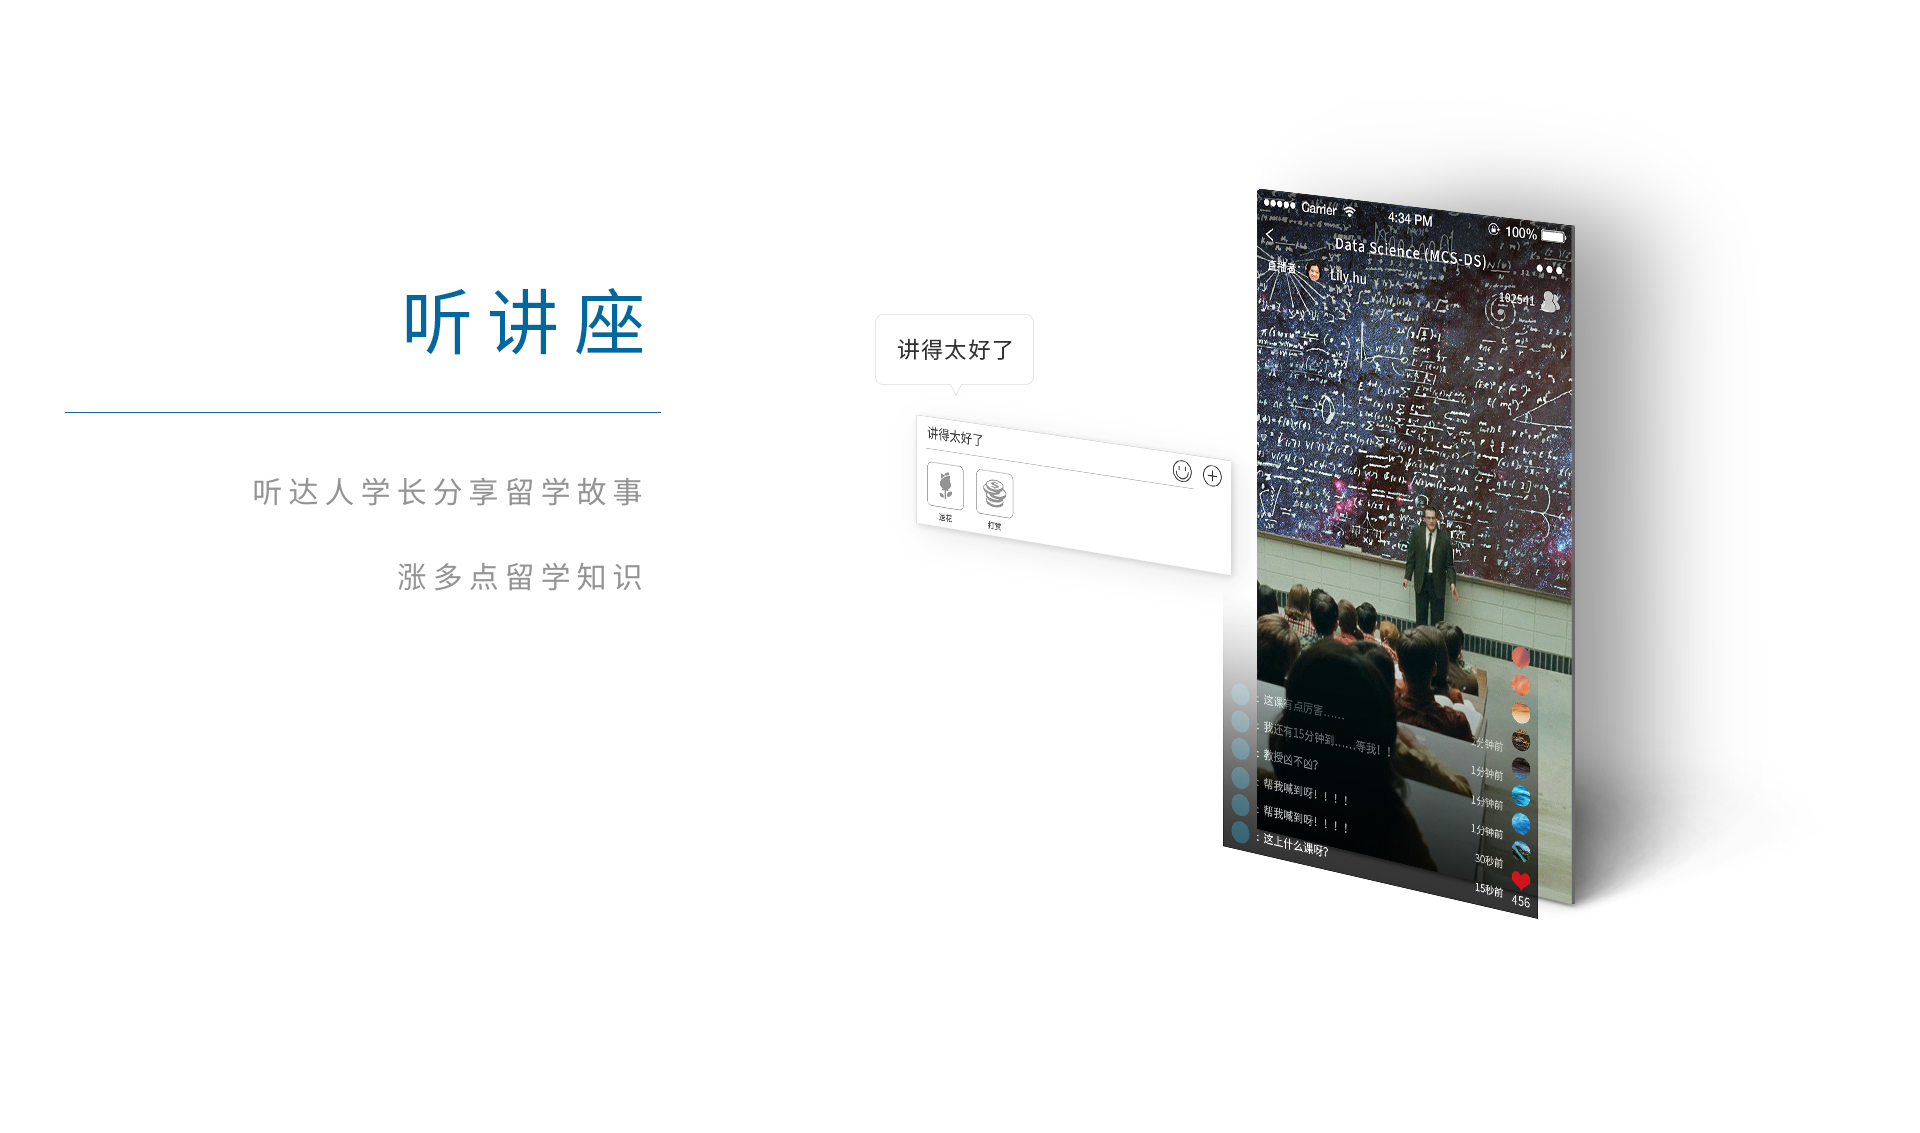 听讲座
听达人学长分享留学故事
涨多点留学知识
讲得太好了
讲得太好了
送花
打赏
Carrier 4:34 PM 100%
Data Science (MCS-DS)
直播者: Lily.hu
102541
: 这课有点厉害……
: 我还有15分钟到……等我！！
1分钟前
: 教授凶不凶?
1分钟前
: 帮我喊到呀！！！！
1分钟前
: 帮我喊到呀！！！！
1分钟前
: 这上什么课呀?
30秒前
15秒前
456